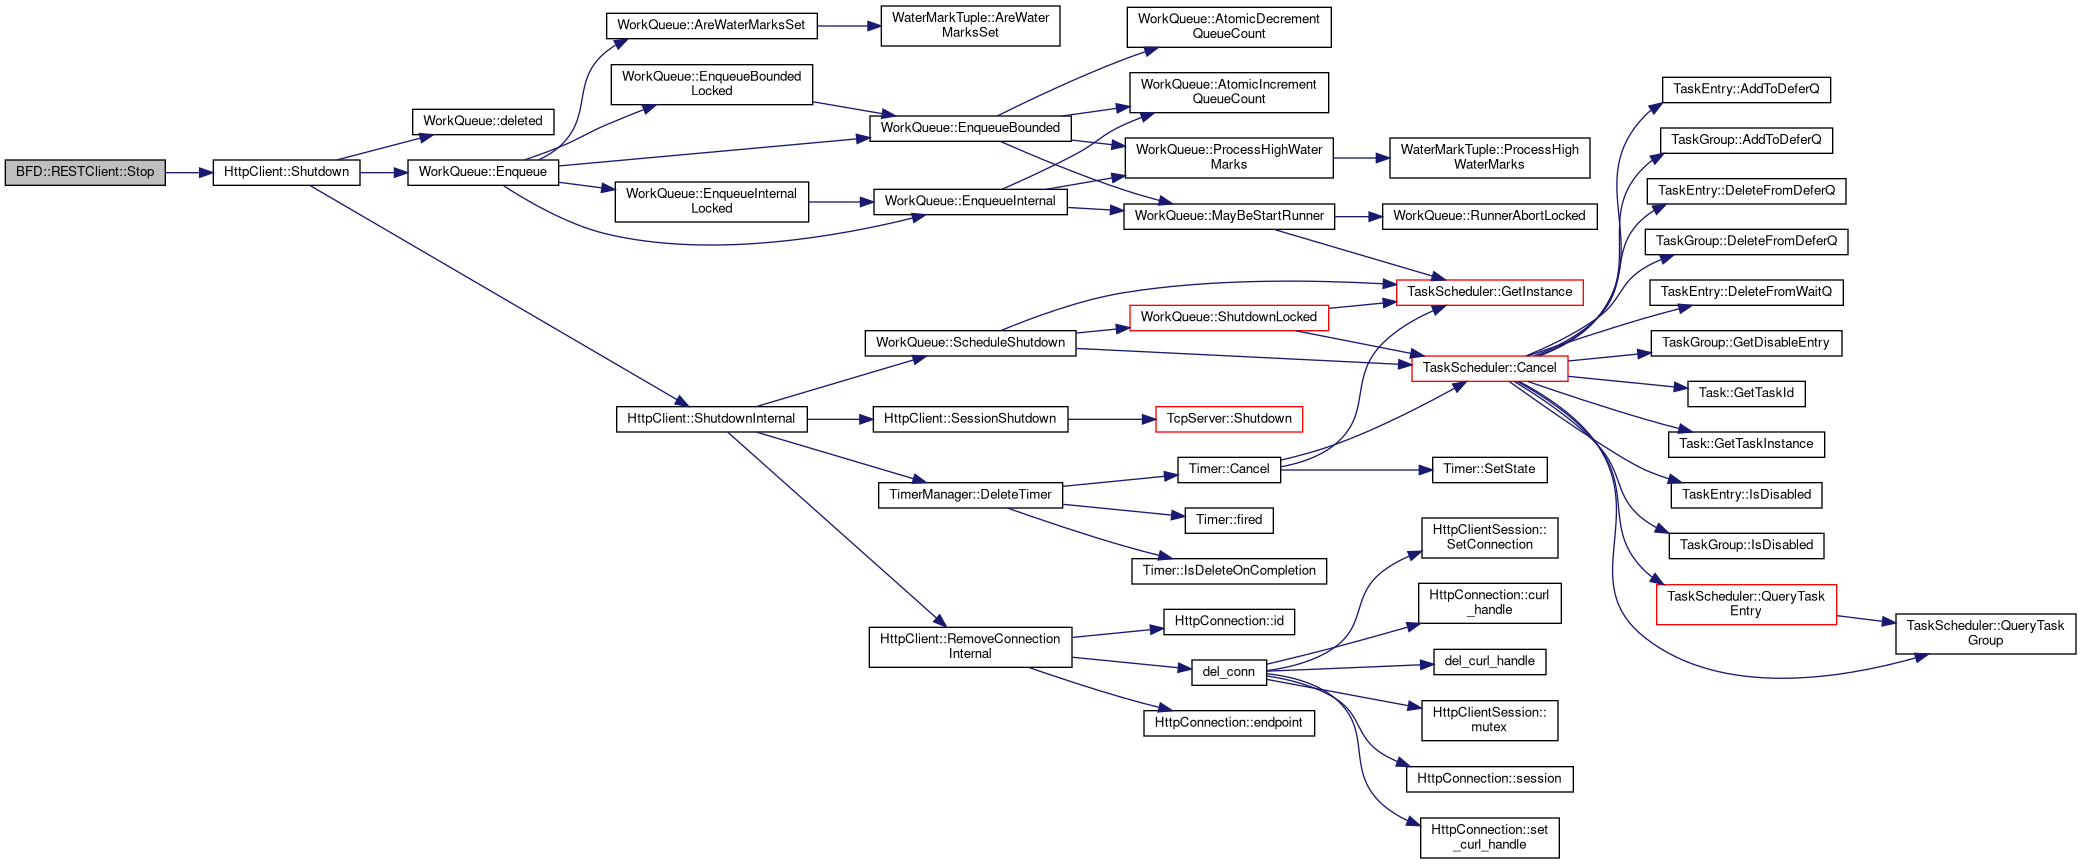 BFD::RESTClient::Stop
HttpClient::Shutdown
WorkQueue::deleted
WorkQueue::Enqueue
HttpClient::ShutdownInternal
WorkQueue::AreWaterMarksSet
WorkQueue::EnqueueBounded
Locked
WorkQueue::EnqueueInternal
Locked
WaterMarkTuple::AreWater
MarksSet
WorkQueue::EnqueueBounded
WorkQueue::EnqueueInternal
WorkQueue::ScheduleShutdown
HttpClient::SessionShutdown
TimerManager::DeleteTimer
HttpClient::RemoveConnection
Internal
WorkQueue::AtomicDecrement
QueueCount
WorkQueue::AtomicIncrement
QueueCount
WorkQueue::ProcessHighWater
Marks
WorkQueue::MayBeStartRunner
WorkQueue::ShutdownLocked
TcpServer::Shutdown
Timer::Cancel
Timer::fired
Timer::IsDeleteOnCompletion
HttpConnection::id
del_conn
HttpConnection::endpoint
WaterMarkTuple::ProcessHigh
WaterMarks
WorkQueue::RunnerAbortLocked
TaskScheduler::GetInstance
TaskScheduler::Cancel
Timer::SetState
HttpClientSession::
SetConnection
HttpConnection::curl
_handle
del_curl_handle
HttpClientSession::
mutex
HttpConnection::session
HttpConnection::set
_curl_handle
TaskEntry::AddToDeferQ
TaskGroup::AddToDeferQ
TaskEntry::DeleteFromDeferQ
TaskGroup::DeleteFromDeferQ
TaskEntry::DeleteFromWaitQ
TaskGroup::GetDisableEntry
Task::GetTaskId
Task::GetTaskInstance
TaskEntry::IsDisabled
TaskGroup::IsDisabled
TaskScheduler::QueryTask
Entry
TaskScheduler::QueryTask
Group